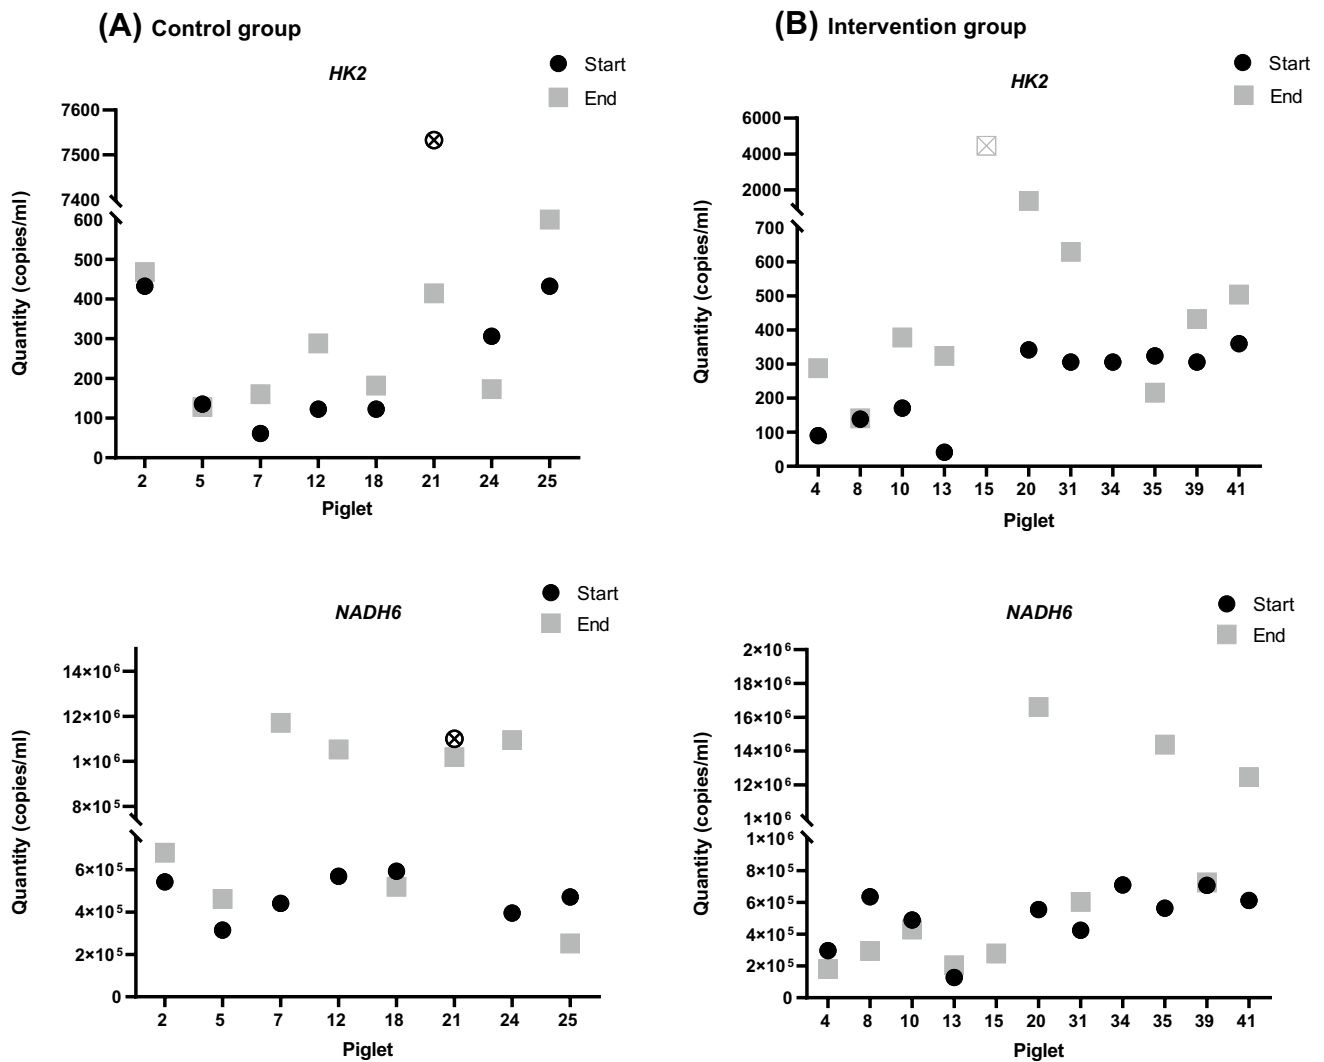 (A) Control group
HK2
Start
End
Quantity (copies/ml)
7600
7500
7400
600
500
400
300
200
100
0
2 5 7 12 18 21 24 25
Piglet
(B) Intervention group
HK2
Start
End
Quantity (copies/ml)
6000
4000
2000
700
600
500
400
300
200
100
0
4 8 10 13 15 20 31 34 35 39 41
Piglet
NADH6
Start
End
Quantity (copies/ml)
14×10⁶
12×10⁶
1×10⁶
8×10⁵
6×10⁵
4×10⁵
2×10⁵
0
2 5 7 12 18 21 24 25
Piglet
NADH6
Start
End
Quantity (copies/ml)
2×10⁶
18×10⁶
16×10⁶
14×10⁶
12×10⁶
1×10⁶
1×10⁶
8×10⁵
6×10⁵
4×10⁵
2×10⁵
0
4 8 10 13 15 20 31 34 35 39 41
Piglet